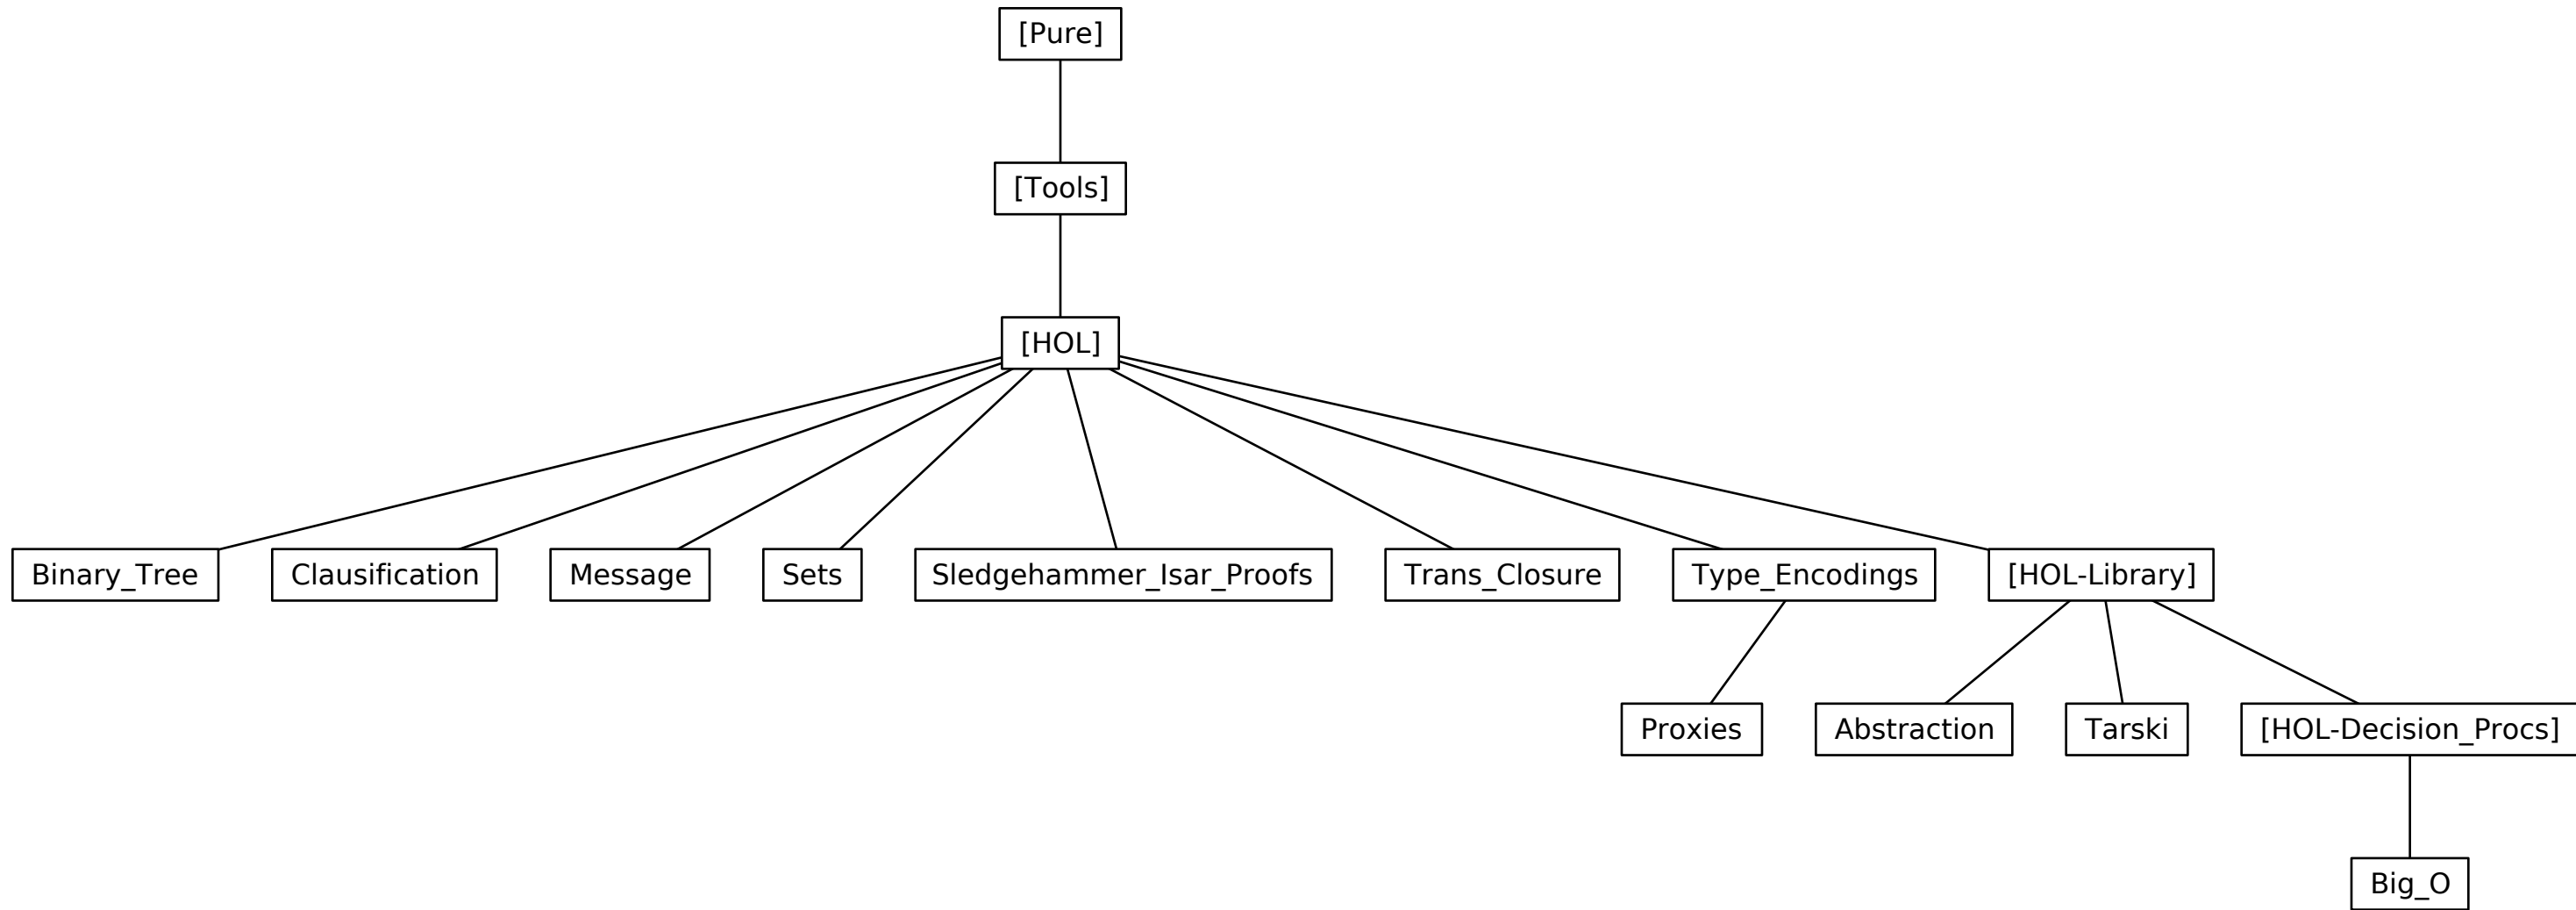 [Pure]
[Tools]
[HOL]
Binary_Tree
Clausification
Message
Sets
Sledgehammer_Isar_Proofs
Trans_Closure
Type_Encodings
[HOL-Library]
Proxies
Abstraction
Tarski
[HOL-Decision_Procs]
Big_O